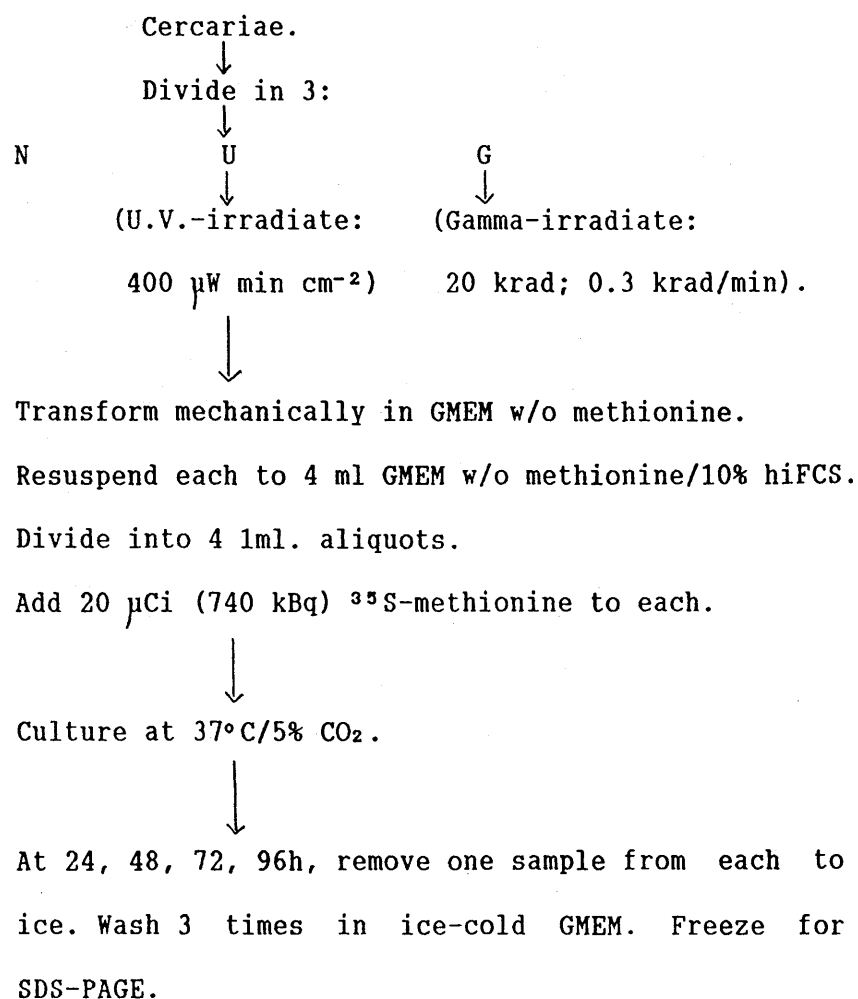 Cercariae.
Divide in 3:
N U G
(U.V.-irradiate: (Gamma-irradiate:
400 µW min cm⁻²) 20 krad; 0.3 krad/min).
Transform mechanically in GMEM w/o methionine.
Resuspend each to 4 ml GMEM w/o methionine/10% hiFCS.
Divide into 4 1ml. aliquots.
Add 20 µCi (740 kBq) ³⁵S-methionine to each.
Culture at 37°C/5% CO₂.
At 24, 48, 72, 96h, remove one sample from each to
ice. Wash 3 times in ice-cold GMEM. Freeze for
SDS-PAGE.